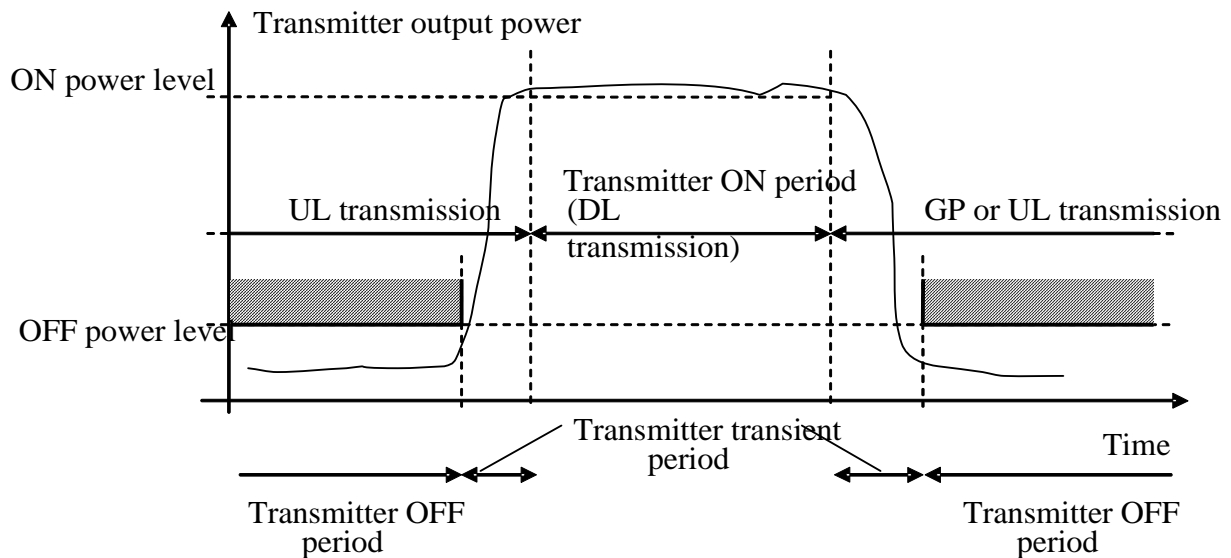 Transmitter output power
ON power level
Transmitter ON period
UL transmission
(DL
GP or UL transmission
transmission)
OFF power level
Transmitter transient
period
Time
Transmitter OFF
period
Transmitter OFF
period